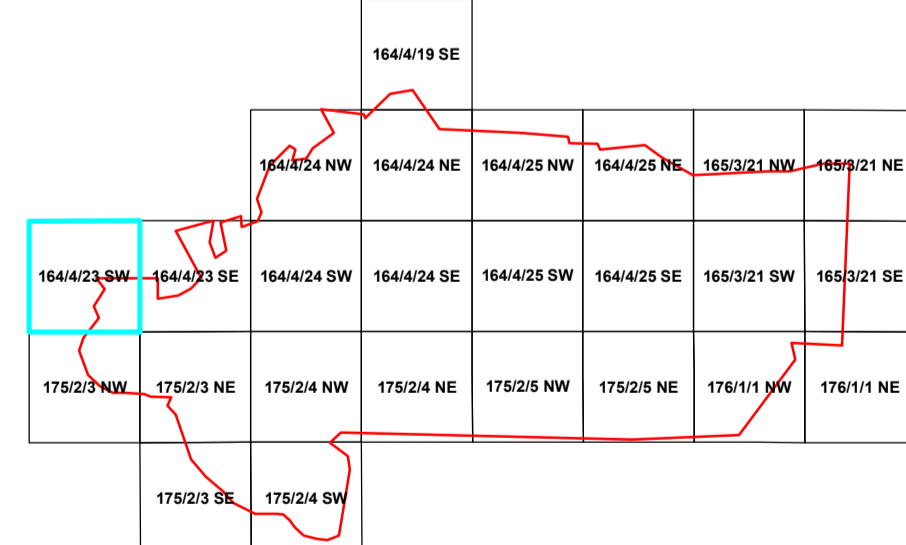 164/4/19 SE
164/4/24 NW
164/4/24 NE
164/4/25 NW
164/4/25 NE
165/3/21 NW
165/3/21 NE
164/4/23 SW
164/4/23 SE
164/4/24 SW
164/4/24 SE
164/4/25 SW
164/4/25 SE
165/3/21 SW
165/3/21 SE
175/2/3 NW
175/2/3 NE
175/2/4 NW
175/2/4 NE
175/2/5 NW
175/2/5 NE
176/1/1 NW
176/1/1 NE
175/2/3 SE
175/2/4 SW